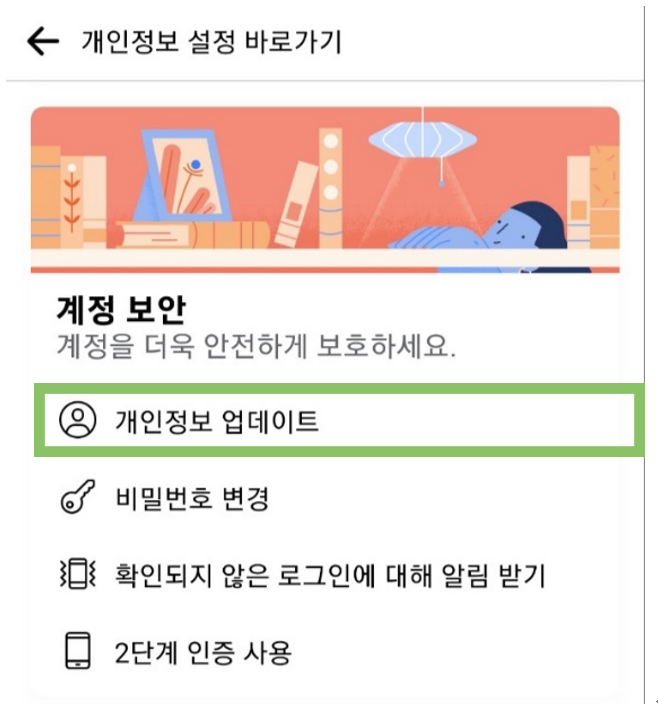 개인정보 설정 바로가기
계정 보안
계정을 더욱 안전하게 보호하세요.
개인정보 업데이트
비밀번호 변경
확인되지 않은 로그인에 대해 알림 받기
2단계 인증 사용